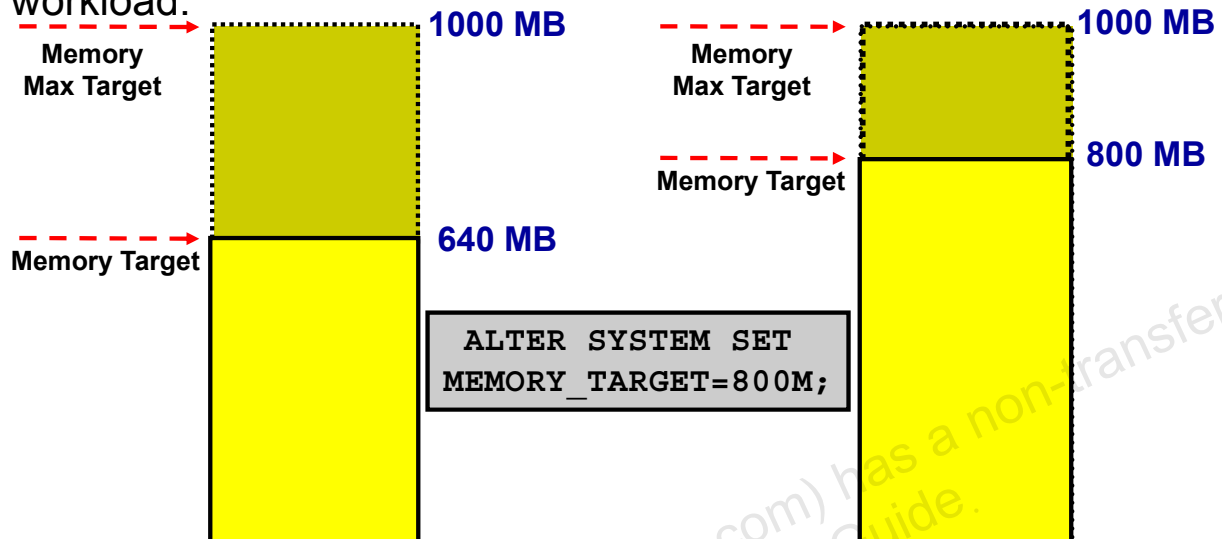 workload.
1000 MB
Memory
Max Target
640 MB
Memory Target
ALTER SYSTEM SET
MEMORY_TARGET=800M;
1000 MB
Memory
Max Target
800 MB
Memory Target
com) has a non-transfer
Guide.